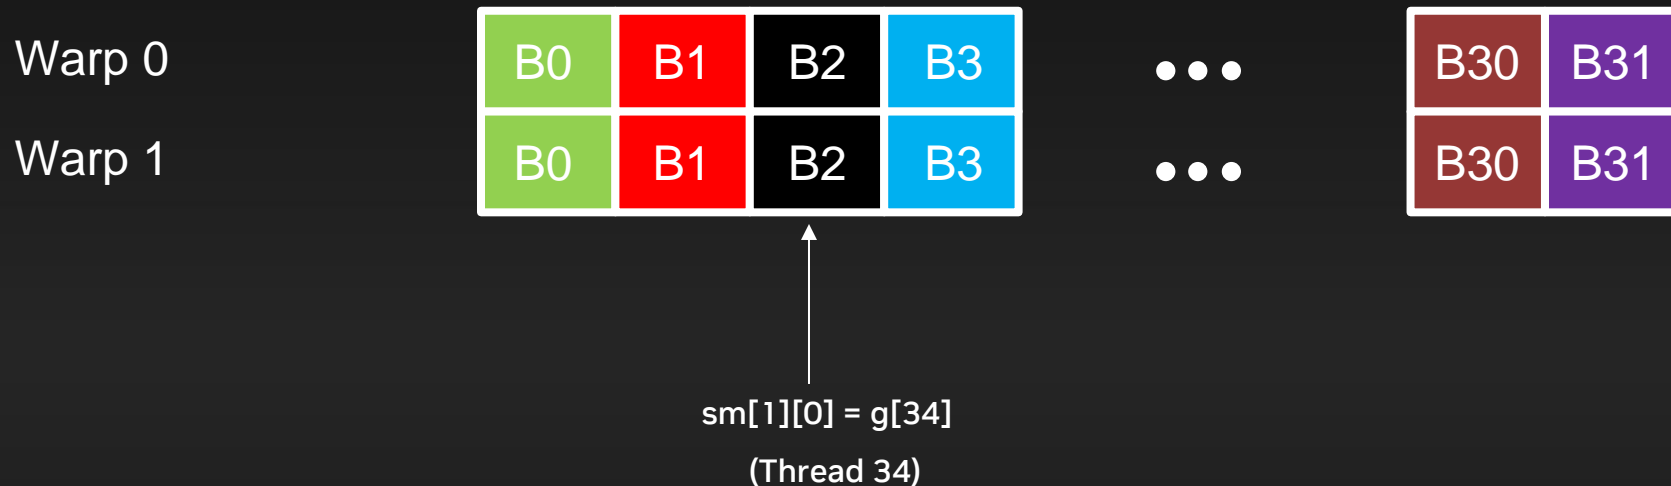 Warp 0 B0 B1 B2 B3 ••• B30 B31
Warp 1 B0 B1 B2 B3 ••• B30 B31
sm[1][0] = g[34]
(Thread 34)